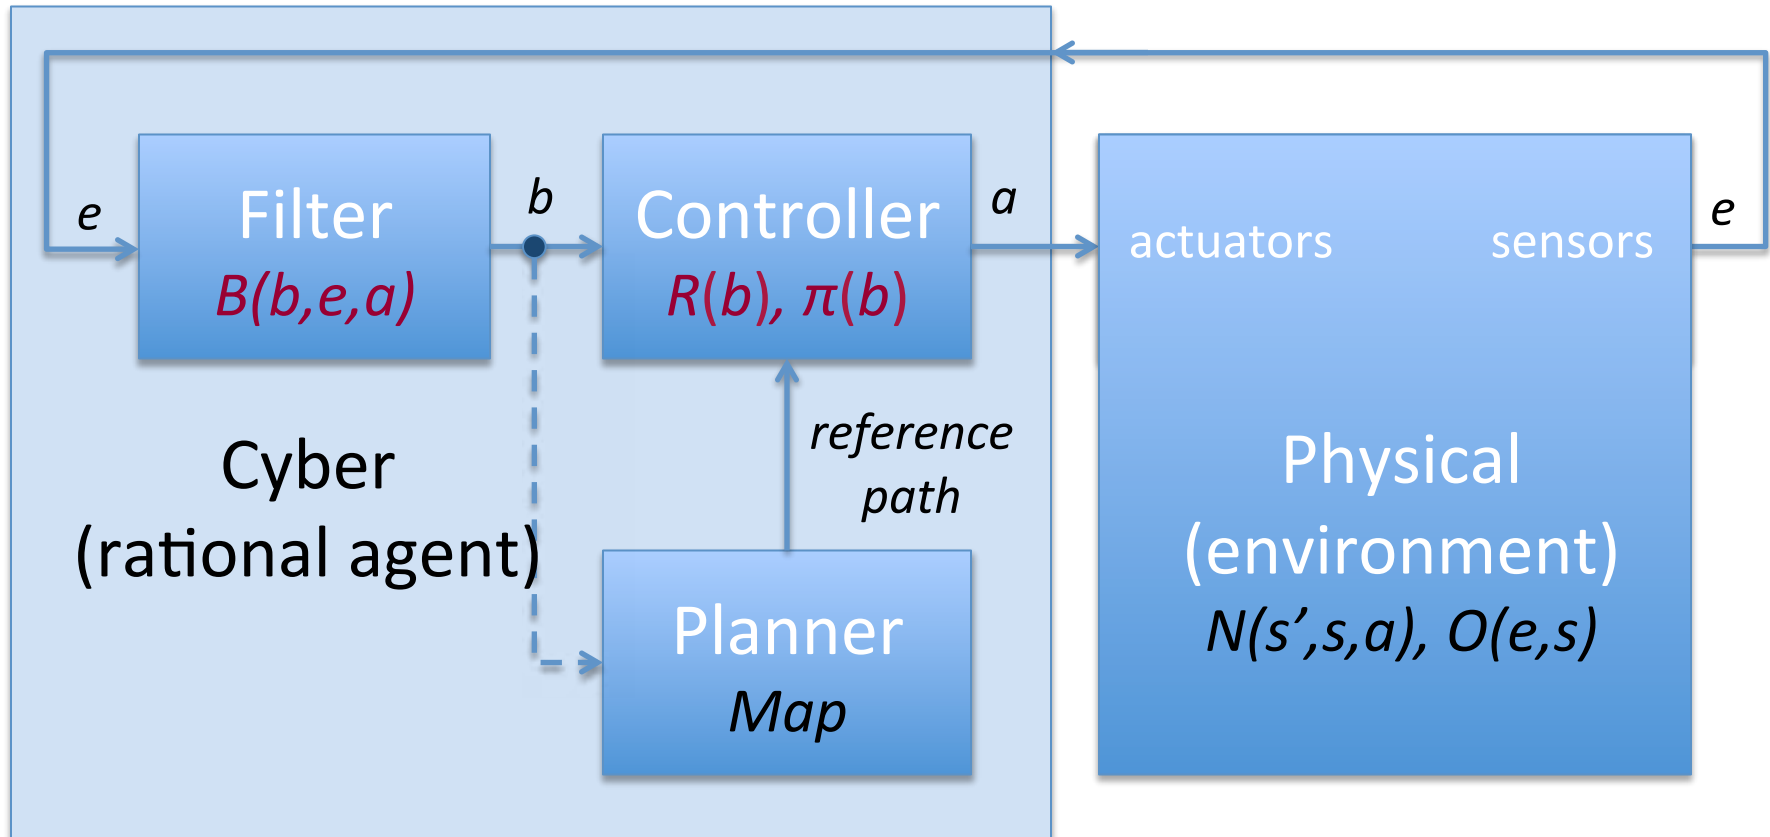 e
Filter
B(b,e,a)
b
Controller
R(b), π(b)
a
actuators
sensors
e
Cyber
(rational agent)
reference
path
Planner
Map
Physical
(environment)
N(s’,s,a), O(e,s)